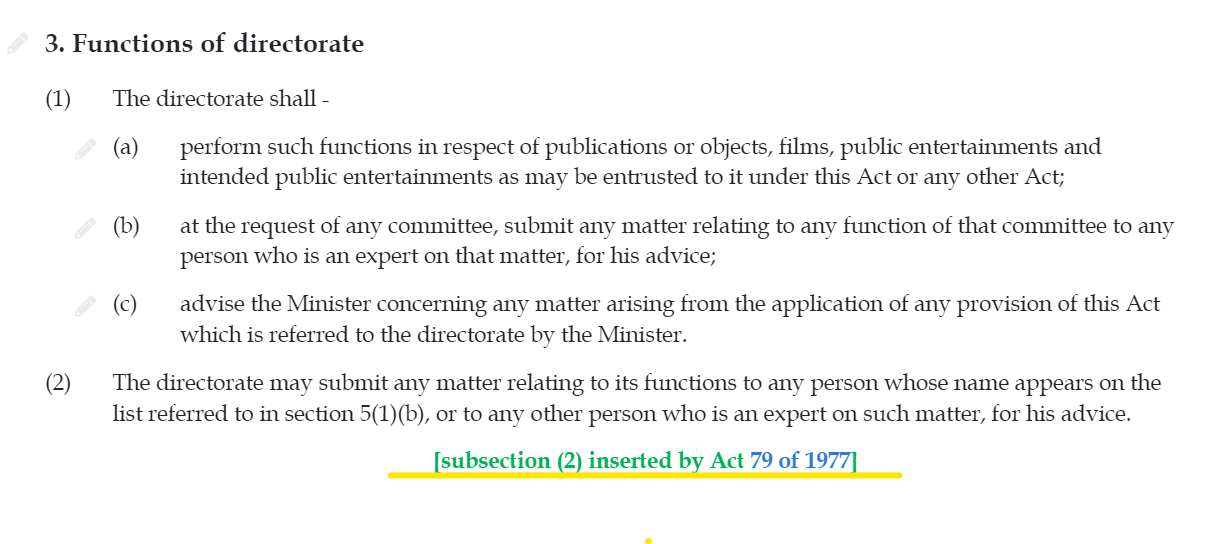 3. Functions of directorate
(1) The directorate shall -
(a) perform such functions in respect of publications or objects, films, public entertainments and
intended public entertainments as may be entrusted to it under this Act or any other Act;
(b) at the request of any committee, submit any matter relating to any function of that committee to any
person who is an expert on that matter, for his advice;
(c) advise the Minister concerning any matter arising from the application of any provision of this Act
which is referred to the directorate by the Minister.
(2) The directorate may submit any matter relating to its functions to any person whose name appears on the
list referred to in section 5(1)(b), or to any other person who is an expert on such matter, for his advice.
[subsection (2) inserted by Act 79 of 1977]